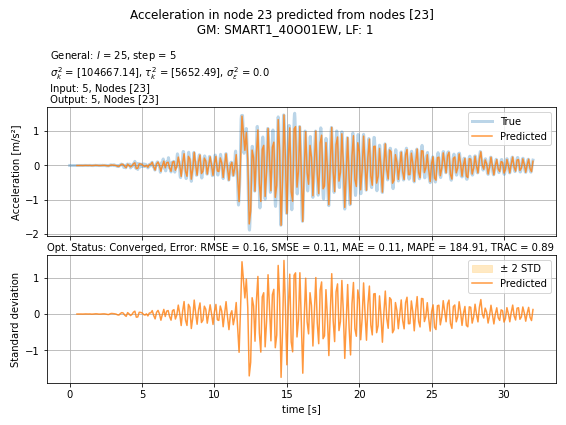 Acceleration in node 23 predicted from nodes [23]
GM: SMART1_40O01EW, LF: 1
General: l = 25, step = 5
σ²ₖ = [104667.14], τ²ₖ = [5652.49], σ²ₑ = 0.0
Input: 5, Nodes [23]
Output: 5, Nodes [23]
Acceleration [m/s²]
1
0
−1
−2
True
Predicted
Opt. Status: Converged, Error: RMSE = 0.16, SMSE = 0.11, MAE = 0.11, MAPE = 184.91, TRAC = 0.89
Standard deviation
1
0
−1
± 2 STD
Predicted
0 5 10 15 20 25 30
time [s]